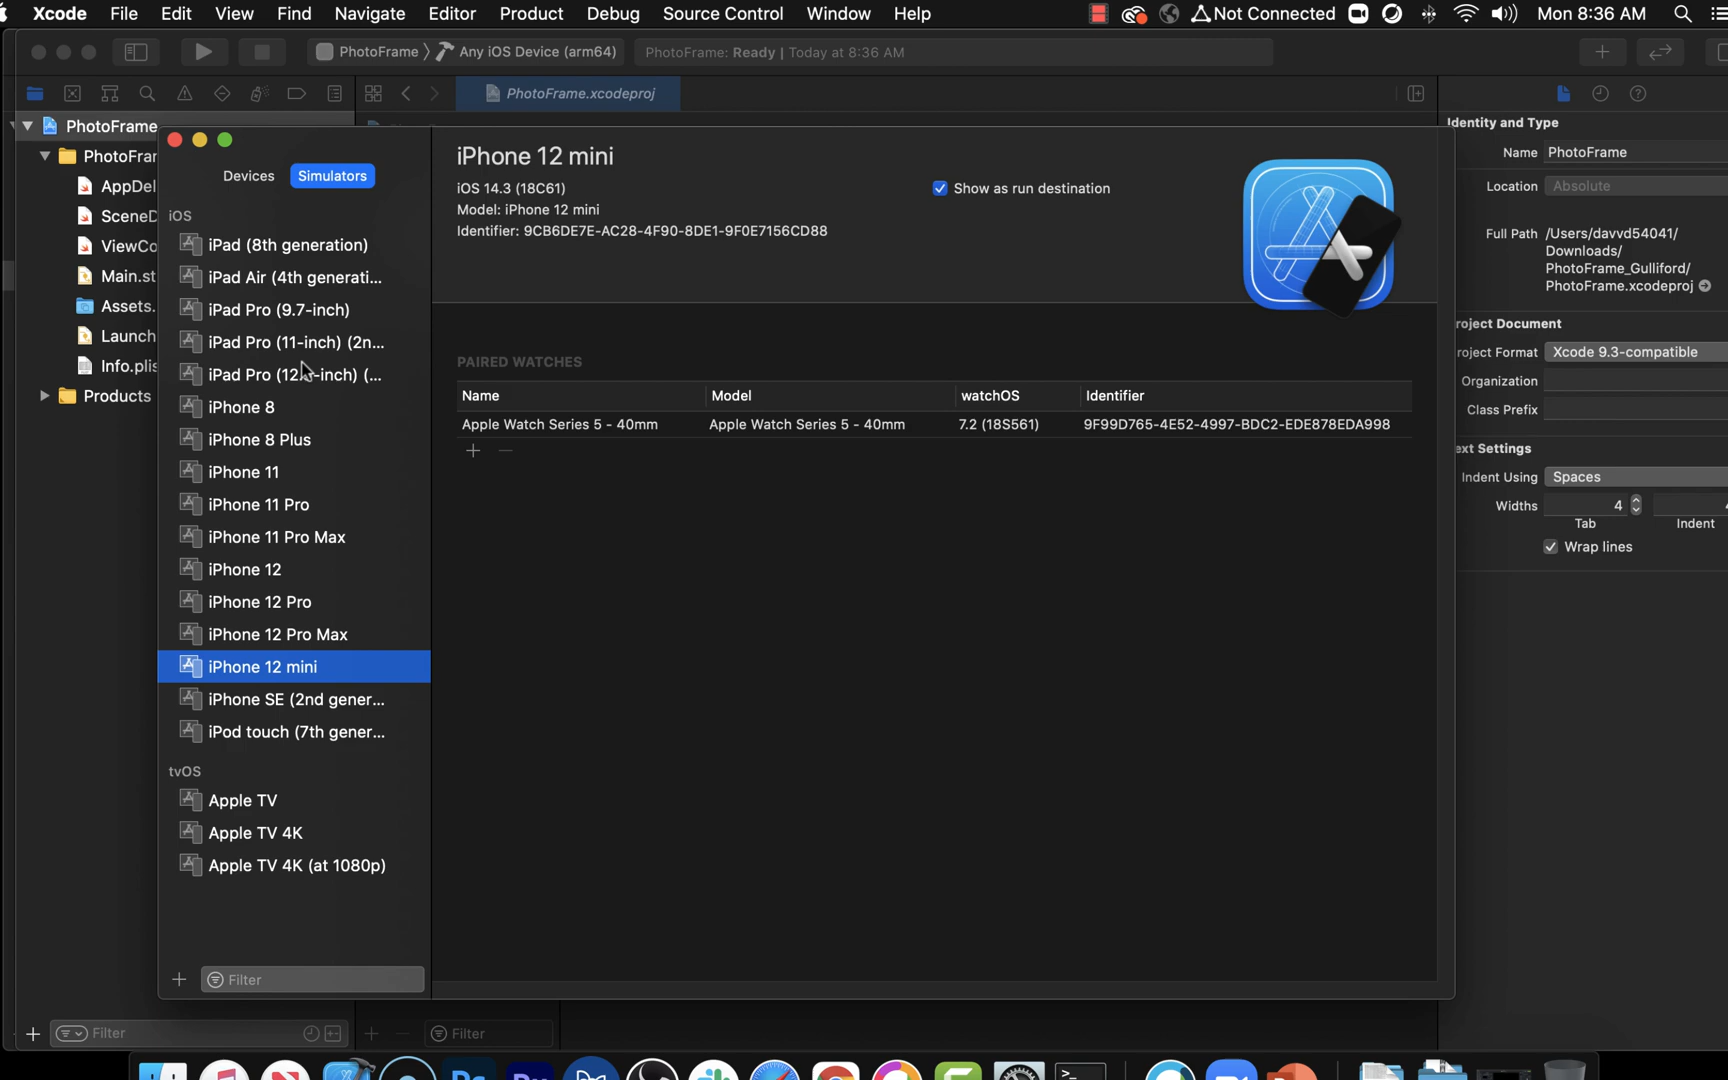 Xcode File Edit View Find Navigate Editor Product Debug Source Control Window Help Not Connected Mon 8:36 AM
PhotoFrame 〉 Any iOS Device (arm64) PhotoFrame: Ready | Today at 8:36 AM
PhotoFrame.xcodeproj
PhotoFrame
PhotoFrar
AppDel
SceneD
ViewCo
Main.st
Assets.
Launch
Info.plis
Products
Filter
Devices Simulators
iOS
iPad (8th generation)
iPad Air (4th generati...
iPad Pro (9.7-inch)
iPad Pro (11-inch) (2n...
iPad Pro (12 -inch) (...
iPhone 8
iPhone 8 Plus
iPhone 11
iPhone 11 Pro
iPhone 11 Pro Max
iPhone 12
iPhone 12 Pro
iPhone 12 Pro Max
iPhone 12 mini
iPhone SE (2nd gener...
iPod touch (7th gener...
tvOS
Apple TV
Apple TV 4K
Apple TV 4K (at 1080p)
Filter
iPhone 12 mini
iOS 14.3 (18C61)
Model: iPhone 12 mini
Identifier: 9CB6DE7E-AC28-4F90-8DE1-9F0E7156CD88
Show as run destination
PAIRED WATCHES
Name Model watchOS Identifier
Apple Watch Series 5 - 40mm Apple Watch Series 5 - 40mm 7.2 (18S561) 9F99D765-4E52-4997-BDC2-EDE878EDA998
Filter
Identity and Type
Name PhotoFrame
Location Absolute
Full Path /Users/davvd54041/
Downloads/
PhotoFrame_Gulliford/
PhotoFrame.xcodeproj
roject Document
roject Format Xcode 9.3-compatible
Organization
Class Prefix
ext Settings
Indent Using Spaces
Widths 4
Tab Indent
Wrap lines